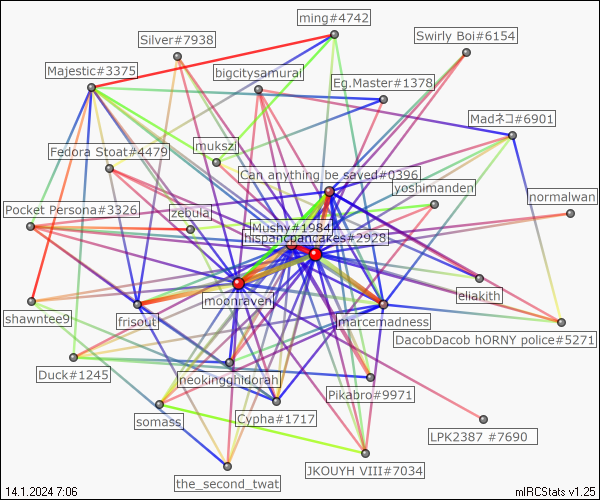 ming#4742
Swirly Boi#6154
Silver#7938
bigcitysamurai
Majestic#3375
Eg.Master#1378
Madネコ#6901
mukszi
Fedora Stoat#4479
Can anything be saved#0396
yoshimanden
normalwan
Pocket Persona#3326
zebula
Mushy#1984
hispancpancakes#2928
eliakith
moonraven
shawntee9
frisout
marcemadness
DacobDacob hORNY police#5271
Duck#1245
neokingghidorah
Pikabro#9971
somass
Cypha#1717
LPK2387 #7690
JKOUYH VIII#7034
the_second_twat
14.1.2024 7:06
mIRCStats v1.25